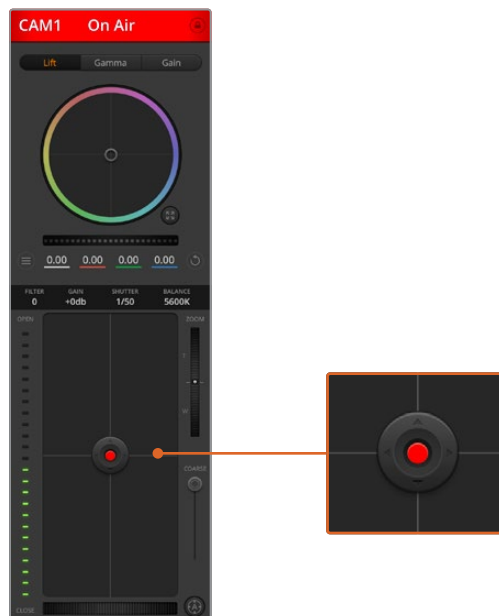 CAM1 On Air
Lift Gamma Gain
0.00 0.00 0.00 0.00
FILTER GAIN SHUTTER BALANCE
0 +0db 1/50 5600K
OPEN ZOOM
T
W
COARSE
CLOSE